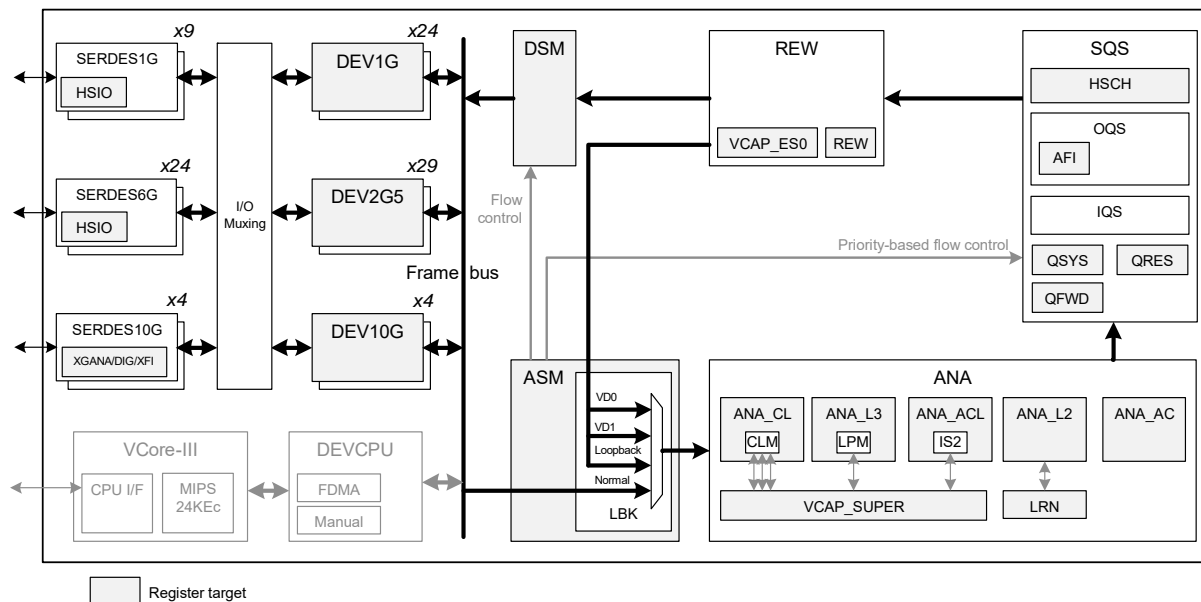 x9
SERDES1G
HSIO
x24
DEV1G
x24
SERDES6G
HSIO
I/O
Muxing
x29
DEV2G5
Frame bus
x4
SERDES10G
XGANA/DIG/XFI
x4
DEV10G
VCore-III
CPU I/F
MIPS
24KEc
DEVCPU
FDMA
Manual
DSM
Flow
control
REW
VCAP_ES0
REW
SQS
HSCH
OQS
AFI
IQS
Priority-based flow control
QSYS
QRES
QFWD
ASM
VD0
VD1
Loopback
Normal
LBK
ANA
ANA_CL
CLM
ANA_L3
LPM
ANA_ACL
IS2
ANA_L2
ANA_AC
VCAP_SUPER
LRN
Register target